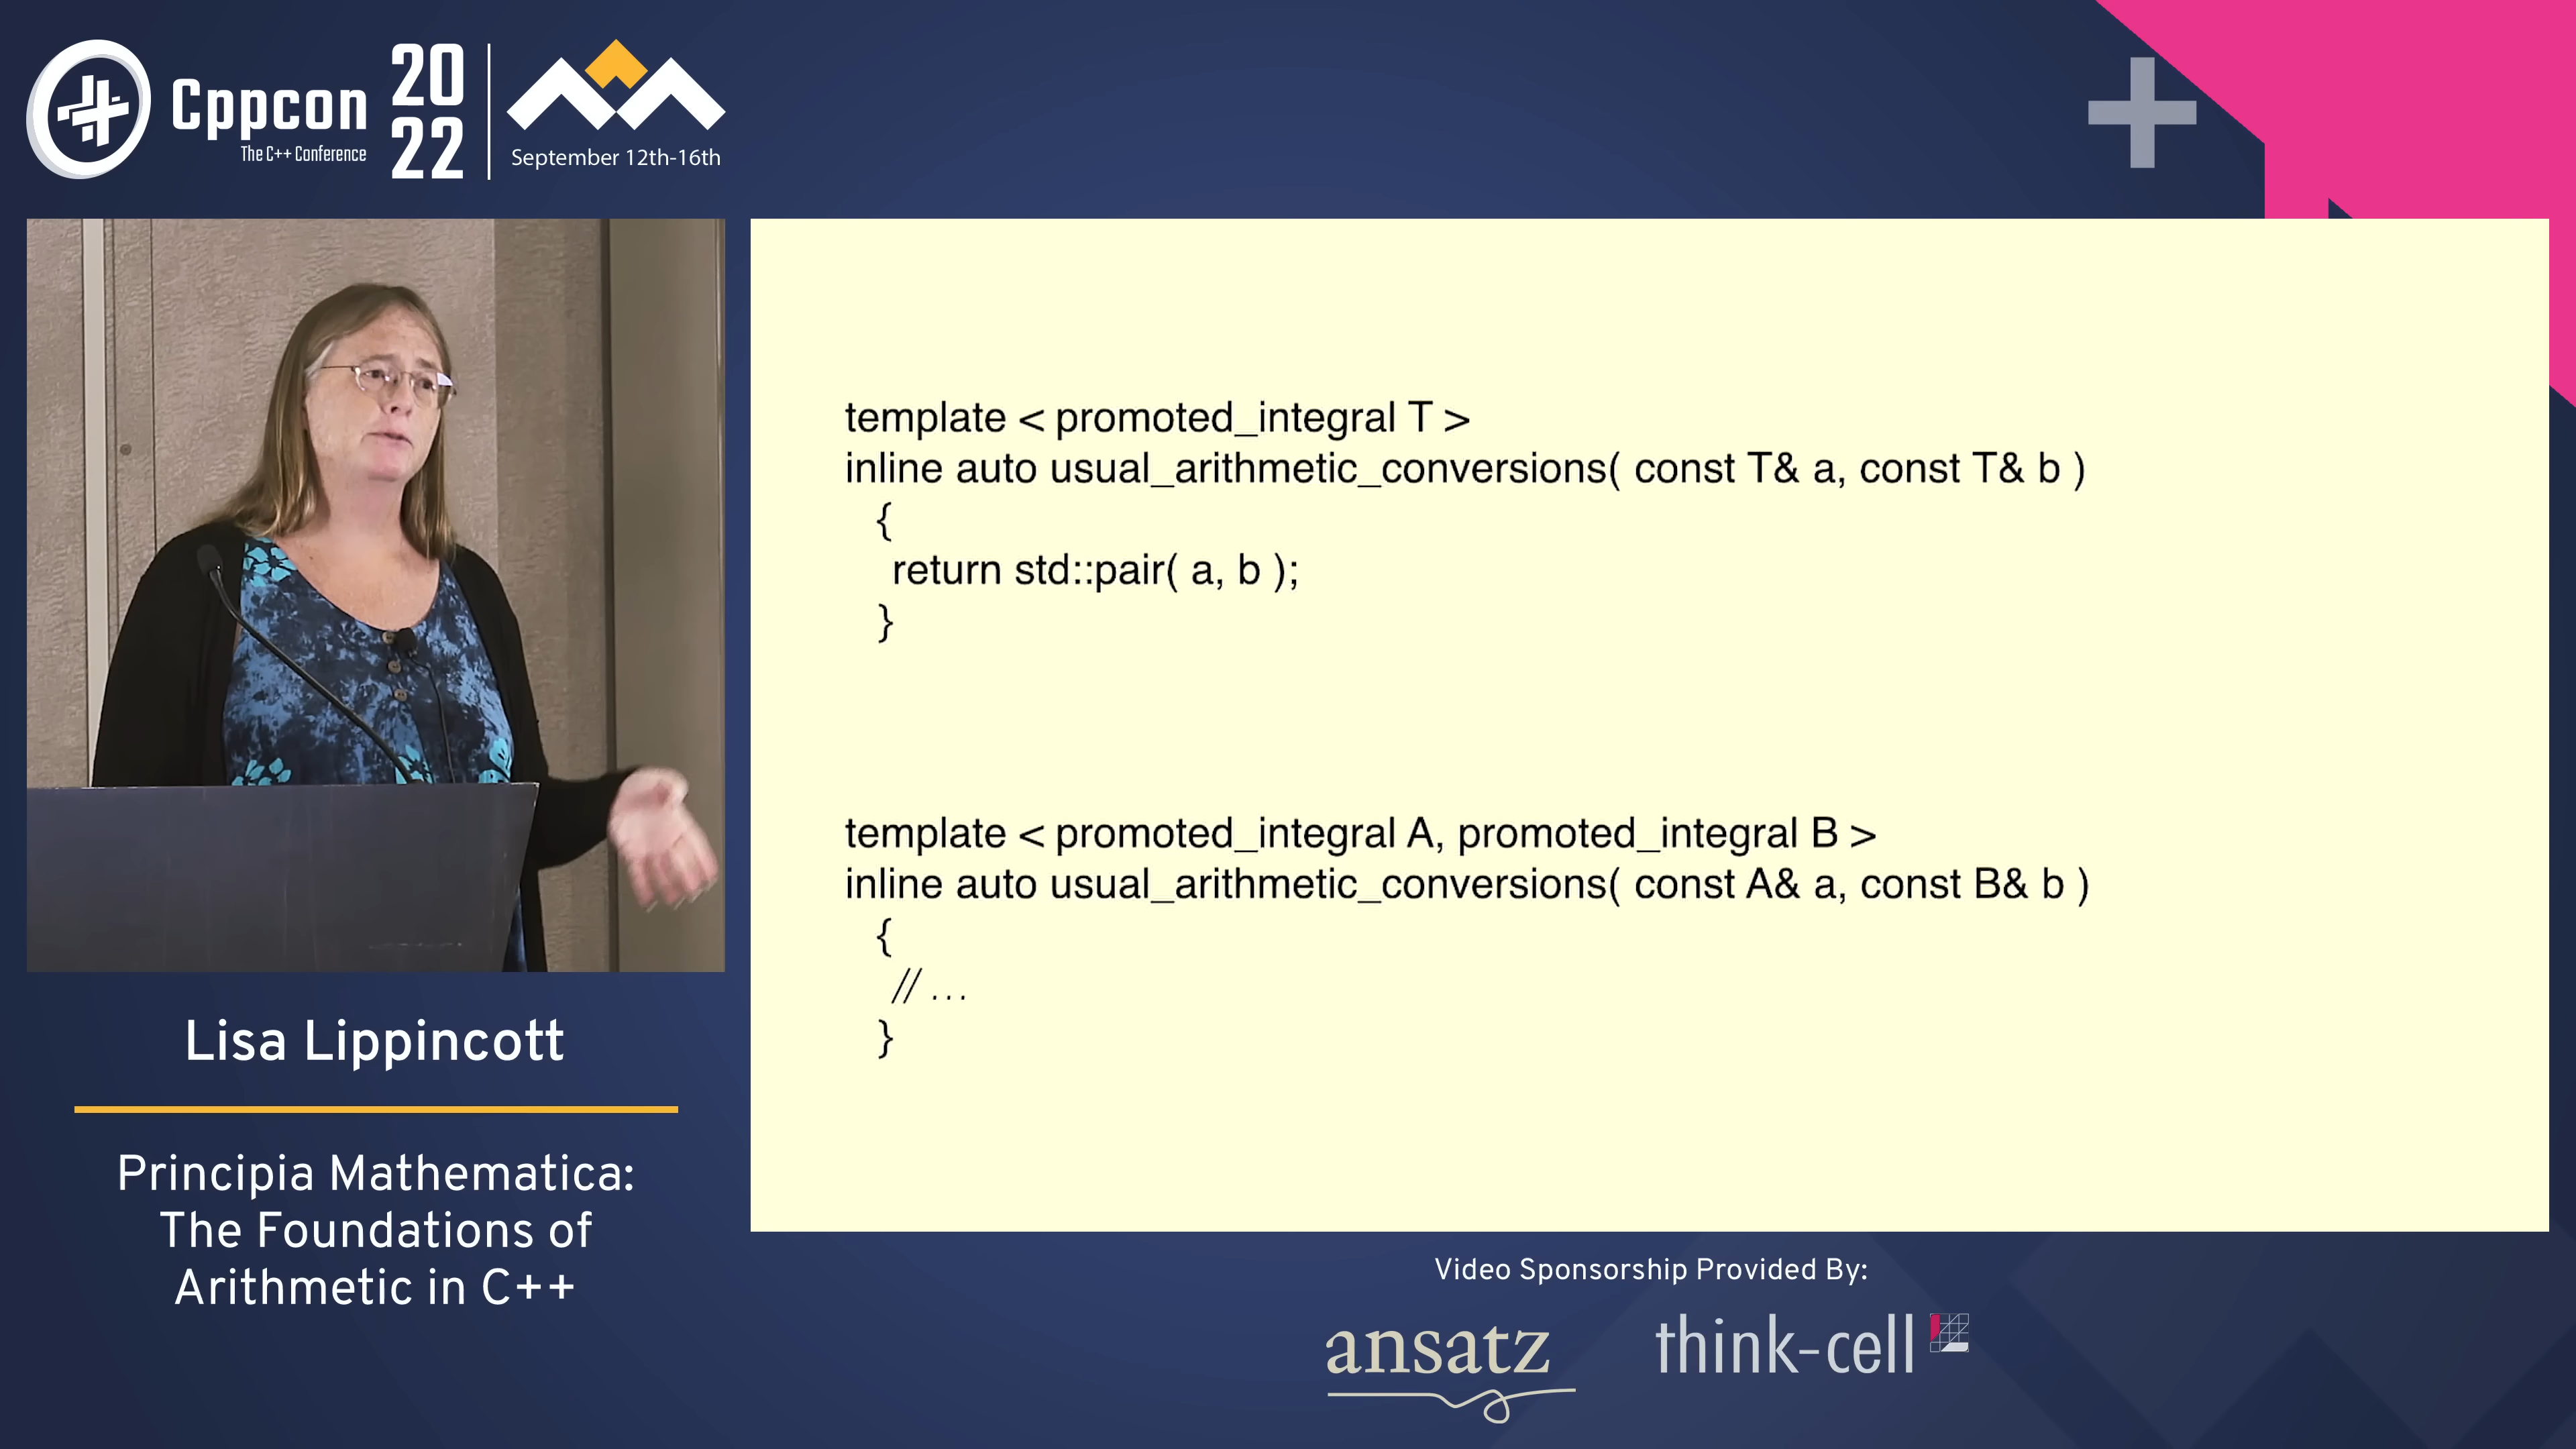 Cppcon
The C++ Conference
20
22
September 12th-16th
template < promoted_integral T >
inline auto usual_arithmetic_conversions( const T& a, const T& b )
{
return std::pair( a, b );
}
template < promoted_integral A, promoted_integral B >
inline auto usual_arithmetic_conversions( const A& a, const B& b )
{
// ...
}
Lisa Lippincott
Principia Mathematica:
The Foundations of
Arithmetic in C++
Video Sponsorship Provided By:
ansatz
think-cell